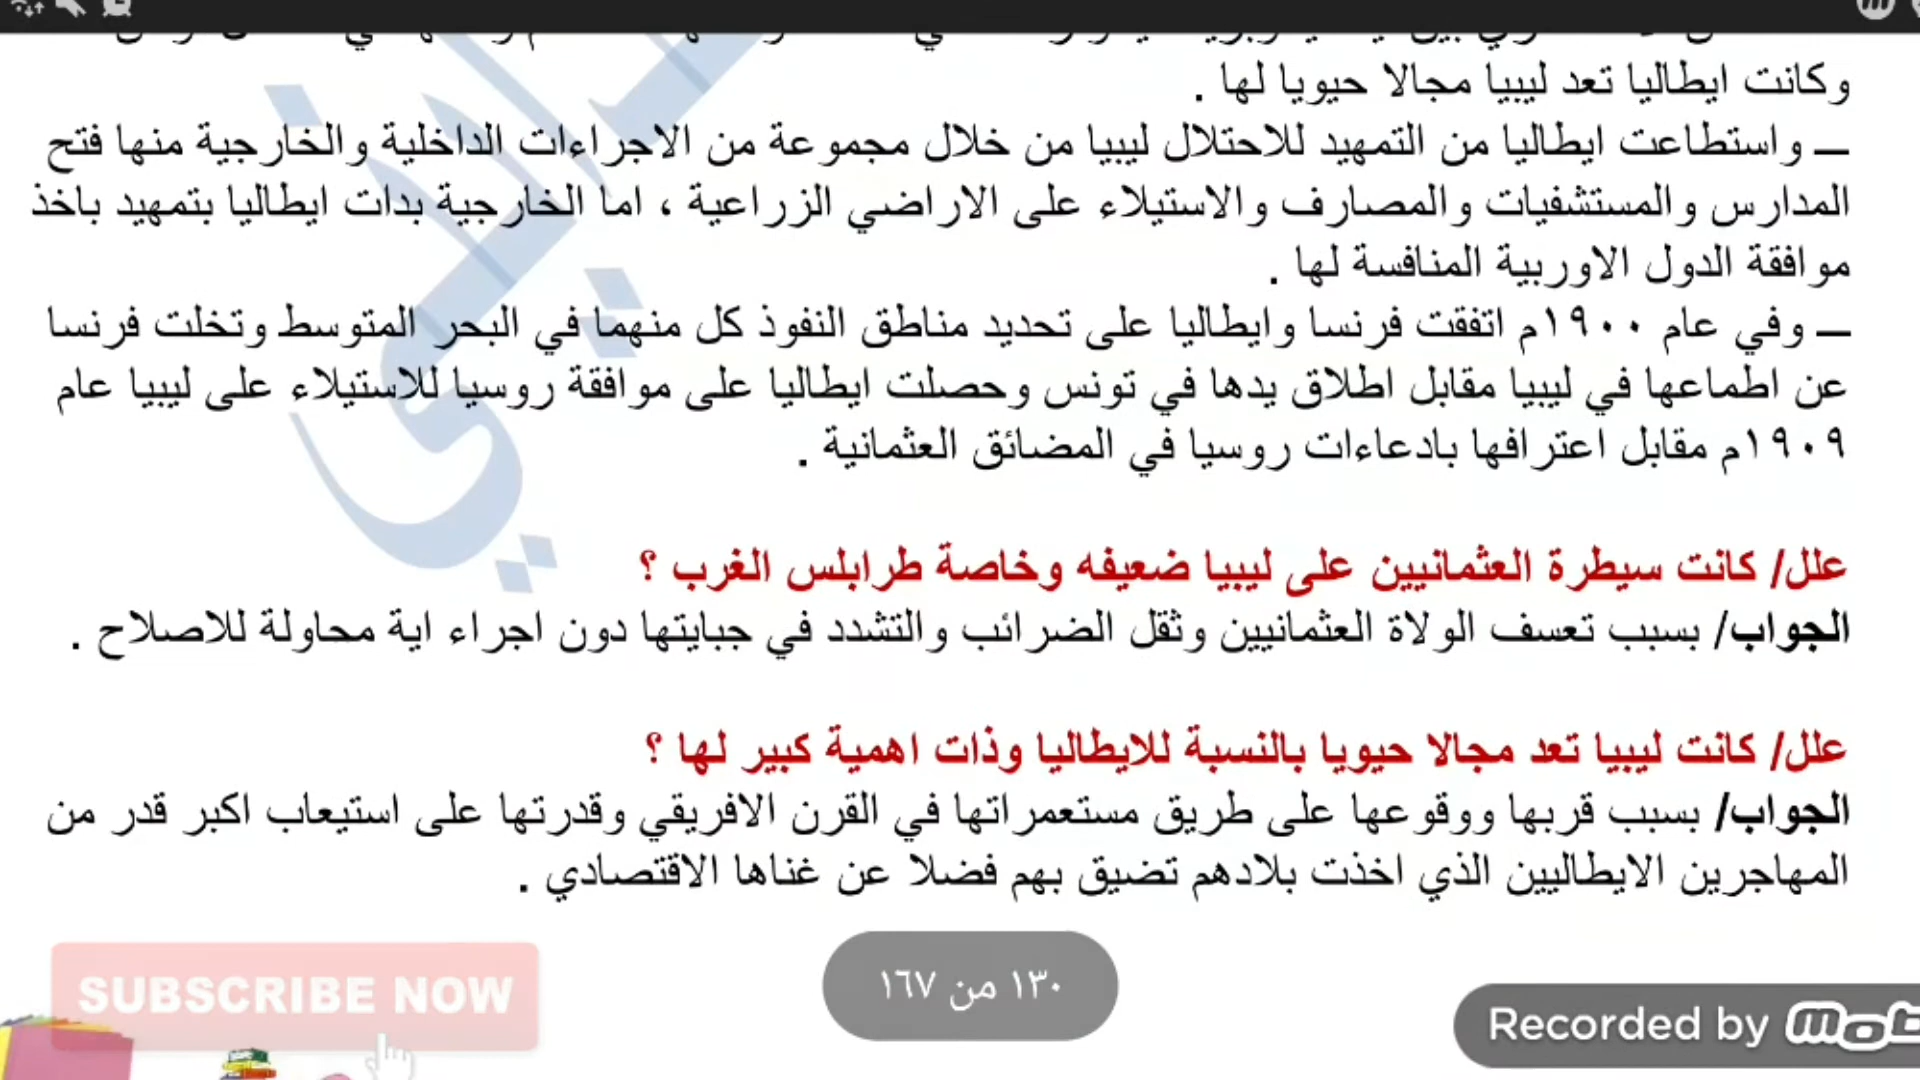 وكانت ايطاليا تعد ليبيا مجالا حيويا لها .
ــ واستطاعت ايطاليا من التمهيد للاحتلال ليبيا من خلال مجموعة من الاجراءات الداخلية والخارجية منها فتح
المدارس والمستشفيات والمصارف والاستيلاء على الاراضي الزراعية ، اما الخارجية بدات ايطاليا بتمهيد باخذ
موافقة الدول الاوربية المنافسة لها .
ــ وفي عام ١٩٠٠م اتفقت فرنسا وايطاليا على تحديد مناطق النفوذ كل منهما في البحر المتوسط وتخلت فرنسا
عن اطماعها في ليبيا مقابل اطلاق يدها في تونس وحصلت ايطاليا على موافقة روسيا للاستيلاء على ليبيا عام
١٩٠٩م مقابل اعترافها بادعاءات روسيا في المضائق العثمانية .
علل/ كانت سيطرة العثمانيين على ليبيا ضعيفه وخاصة طرابلس الغرب ؟
الجواب/ بسبب تعسف الولاة العثمانيين وثقل الضرائب والتشدد في جبايتها دون اجراء اية محاولة للاصلاح .
علل/ كانت ليبيا تعد مجالا حيويا بالنسبة للايطاليا وذات اهمية كبير لها ؟
الجواب/ بسبب قربها ووقوعها على طريق مستعمراتها في القرن الافريقي وقدرتها على استيعاب اكبر قدر من
المهاجرين الايطاليين الذي اخذت بلادهم تضيق بهم فضلا عن غناها الاقتصادي .
SUBSCRIBE NOW
١٣٠ من ١٦٧
Recorded by